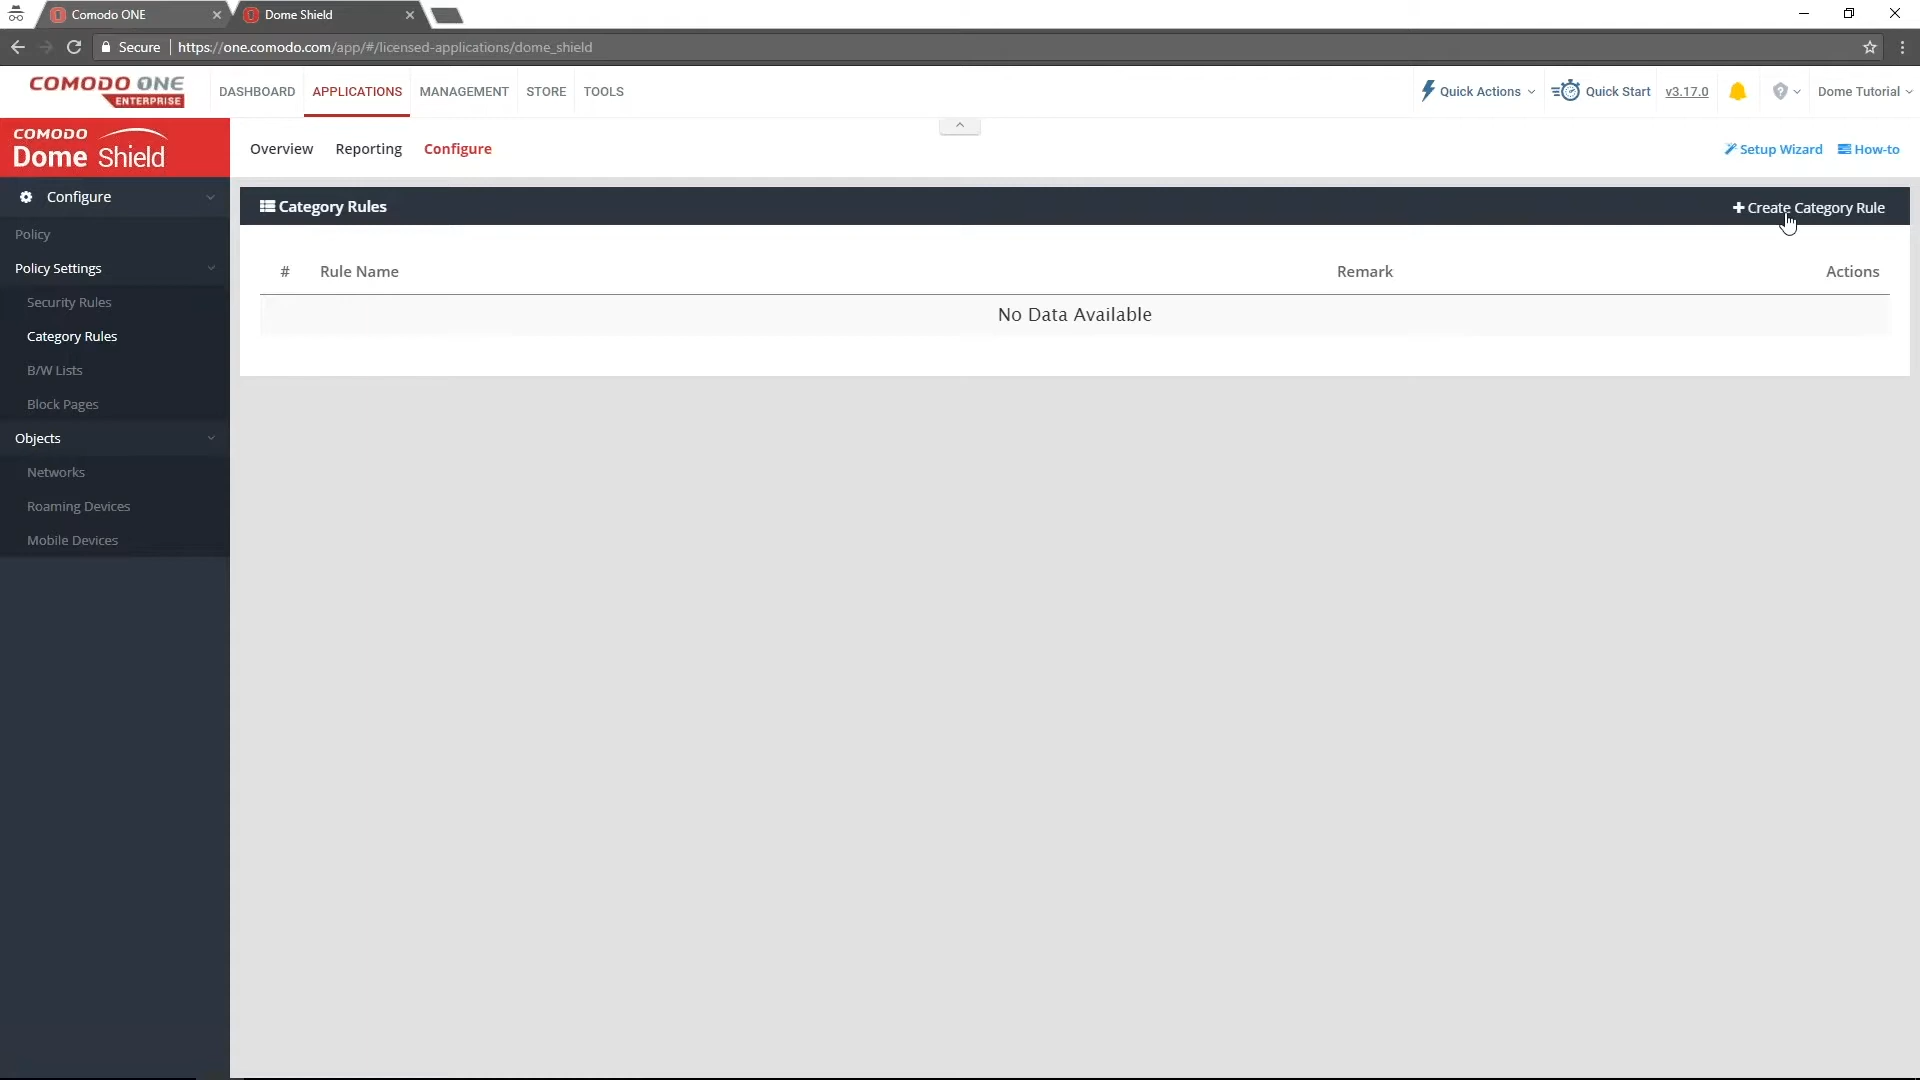 Comodo ONE
Dome Shield
Secure
https://one.comodo.com/app/#/licensed-applications/dome_shield
COMODO ONE
ENTERPRISE
DASHBOARD
APPLICATIONS
MANAGEMENT
STORE
TOOLS
Quick Actions
Quick Start
v3.17.0
Dome Tutorial
COMODO
Dome Shield
Overview
Reporting
Configure
Setup Wizard
How-to
Configure
Policy
Policy Settings
Security Rules
Category Rules
B/W Lists
Block Pages
Objects
Networks
Roaming Devices
Mobile Devices
Category Rules
Create Category Rule
# Rule Name Remark Actions
No Data Available